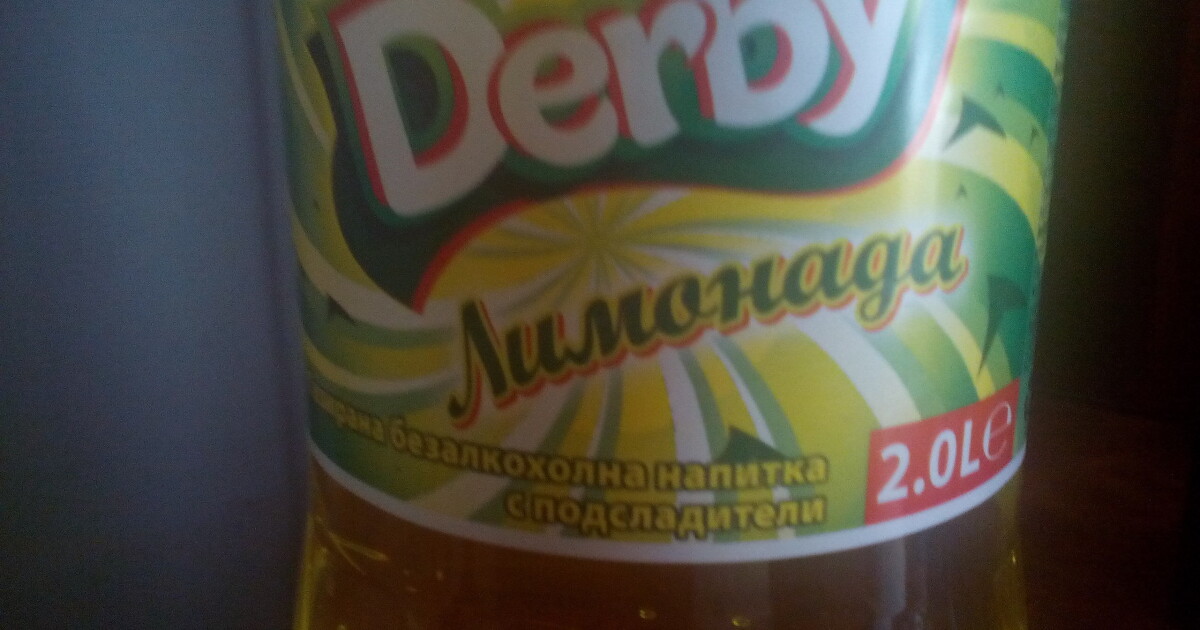 Derby
Лимонада
безалкохолна напитка
с подсладители
2.0L℮